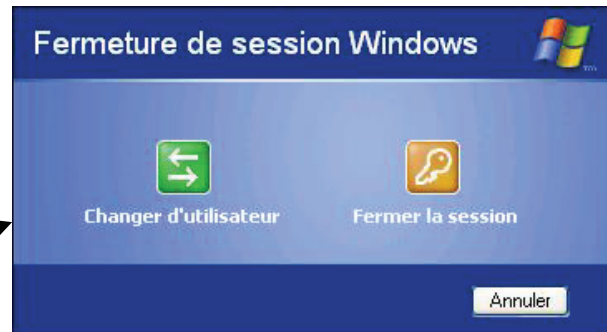 Fermeture de session Windows
Changer d'utilisateur
Fermer la session
Annuler